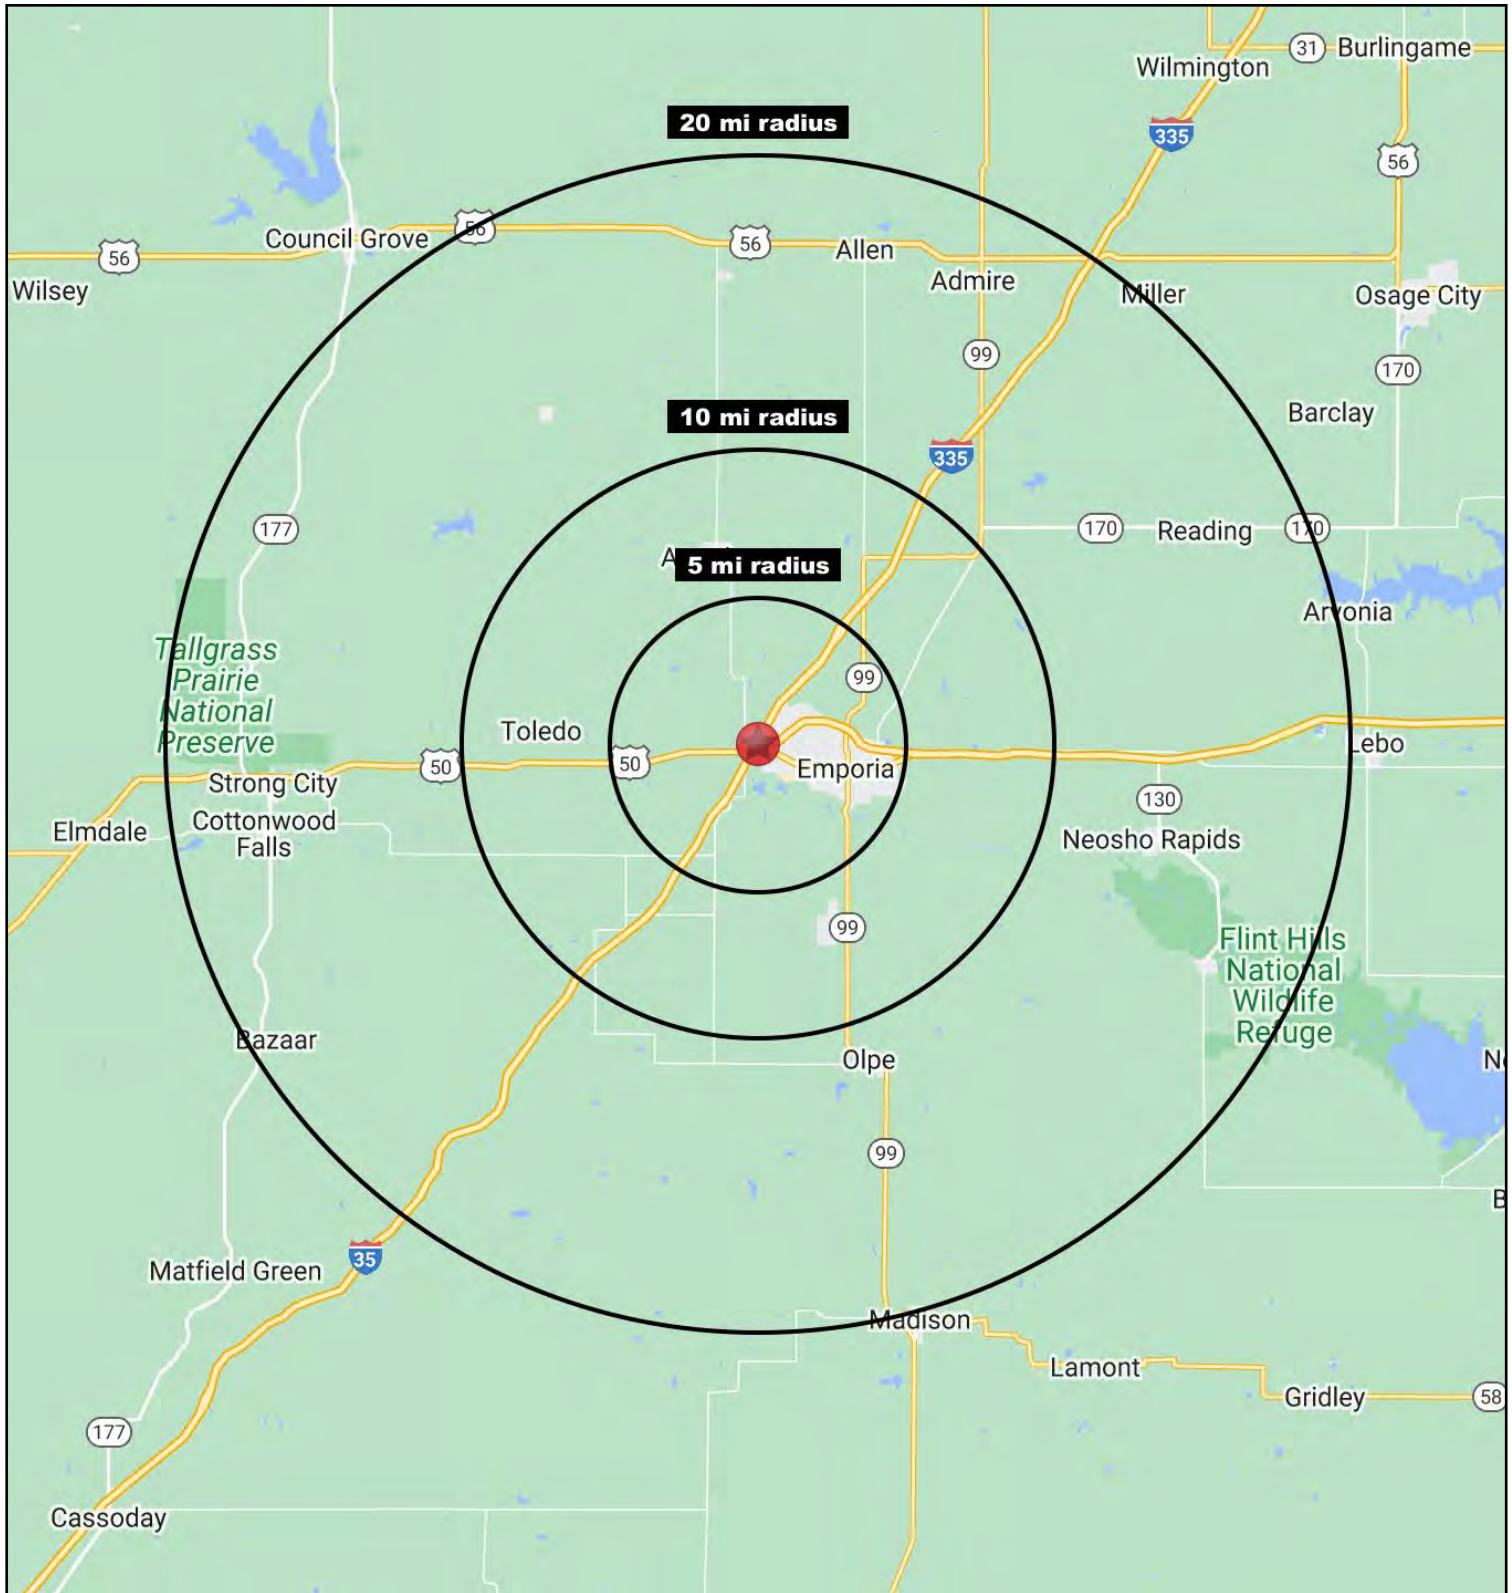 31
Burlingame
Wilmington
20 mi radius
335
56
Council Grove
56
56
56
Allen
Wilsey
Admire
Miller
Osage City
99
170
10 mi radius
Barclay
335
177
170
Reading
170
5 mi radius
Arvonia
Tallgrass
Prairie
National
Preserve
99
Toledo
Lebo
50
50
Emporia
Strong City
130
Cottonwood
Falls
Elmdale
Neosho Rapids
99
Flint Hills
National
Wildlife
Refuge
Bazaar
Olpe
99
35
Matfield Green
Madison
Lamont
Gridley
58
177
Cassoday